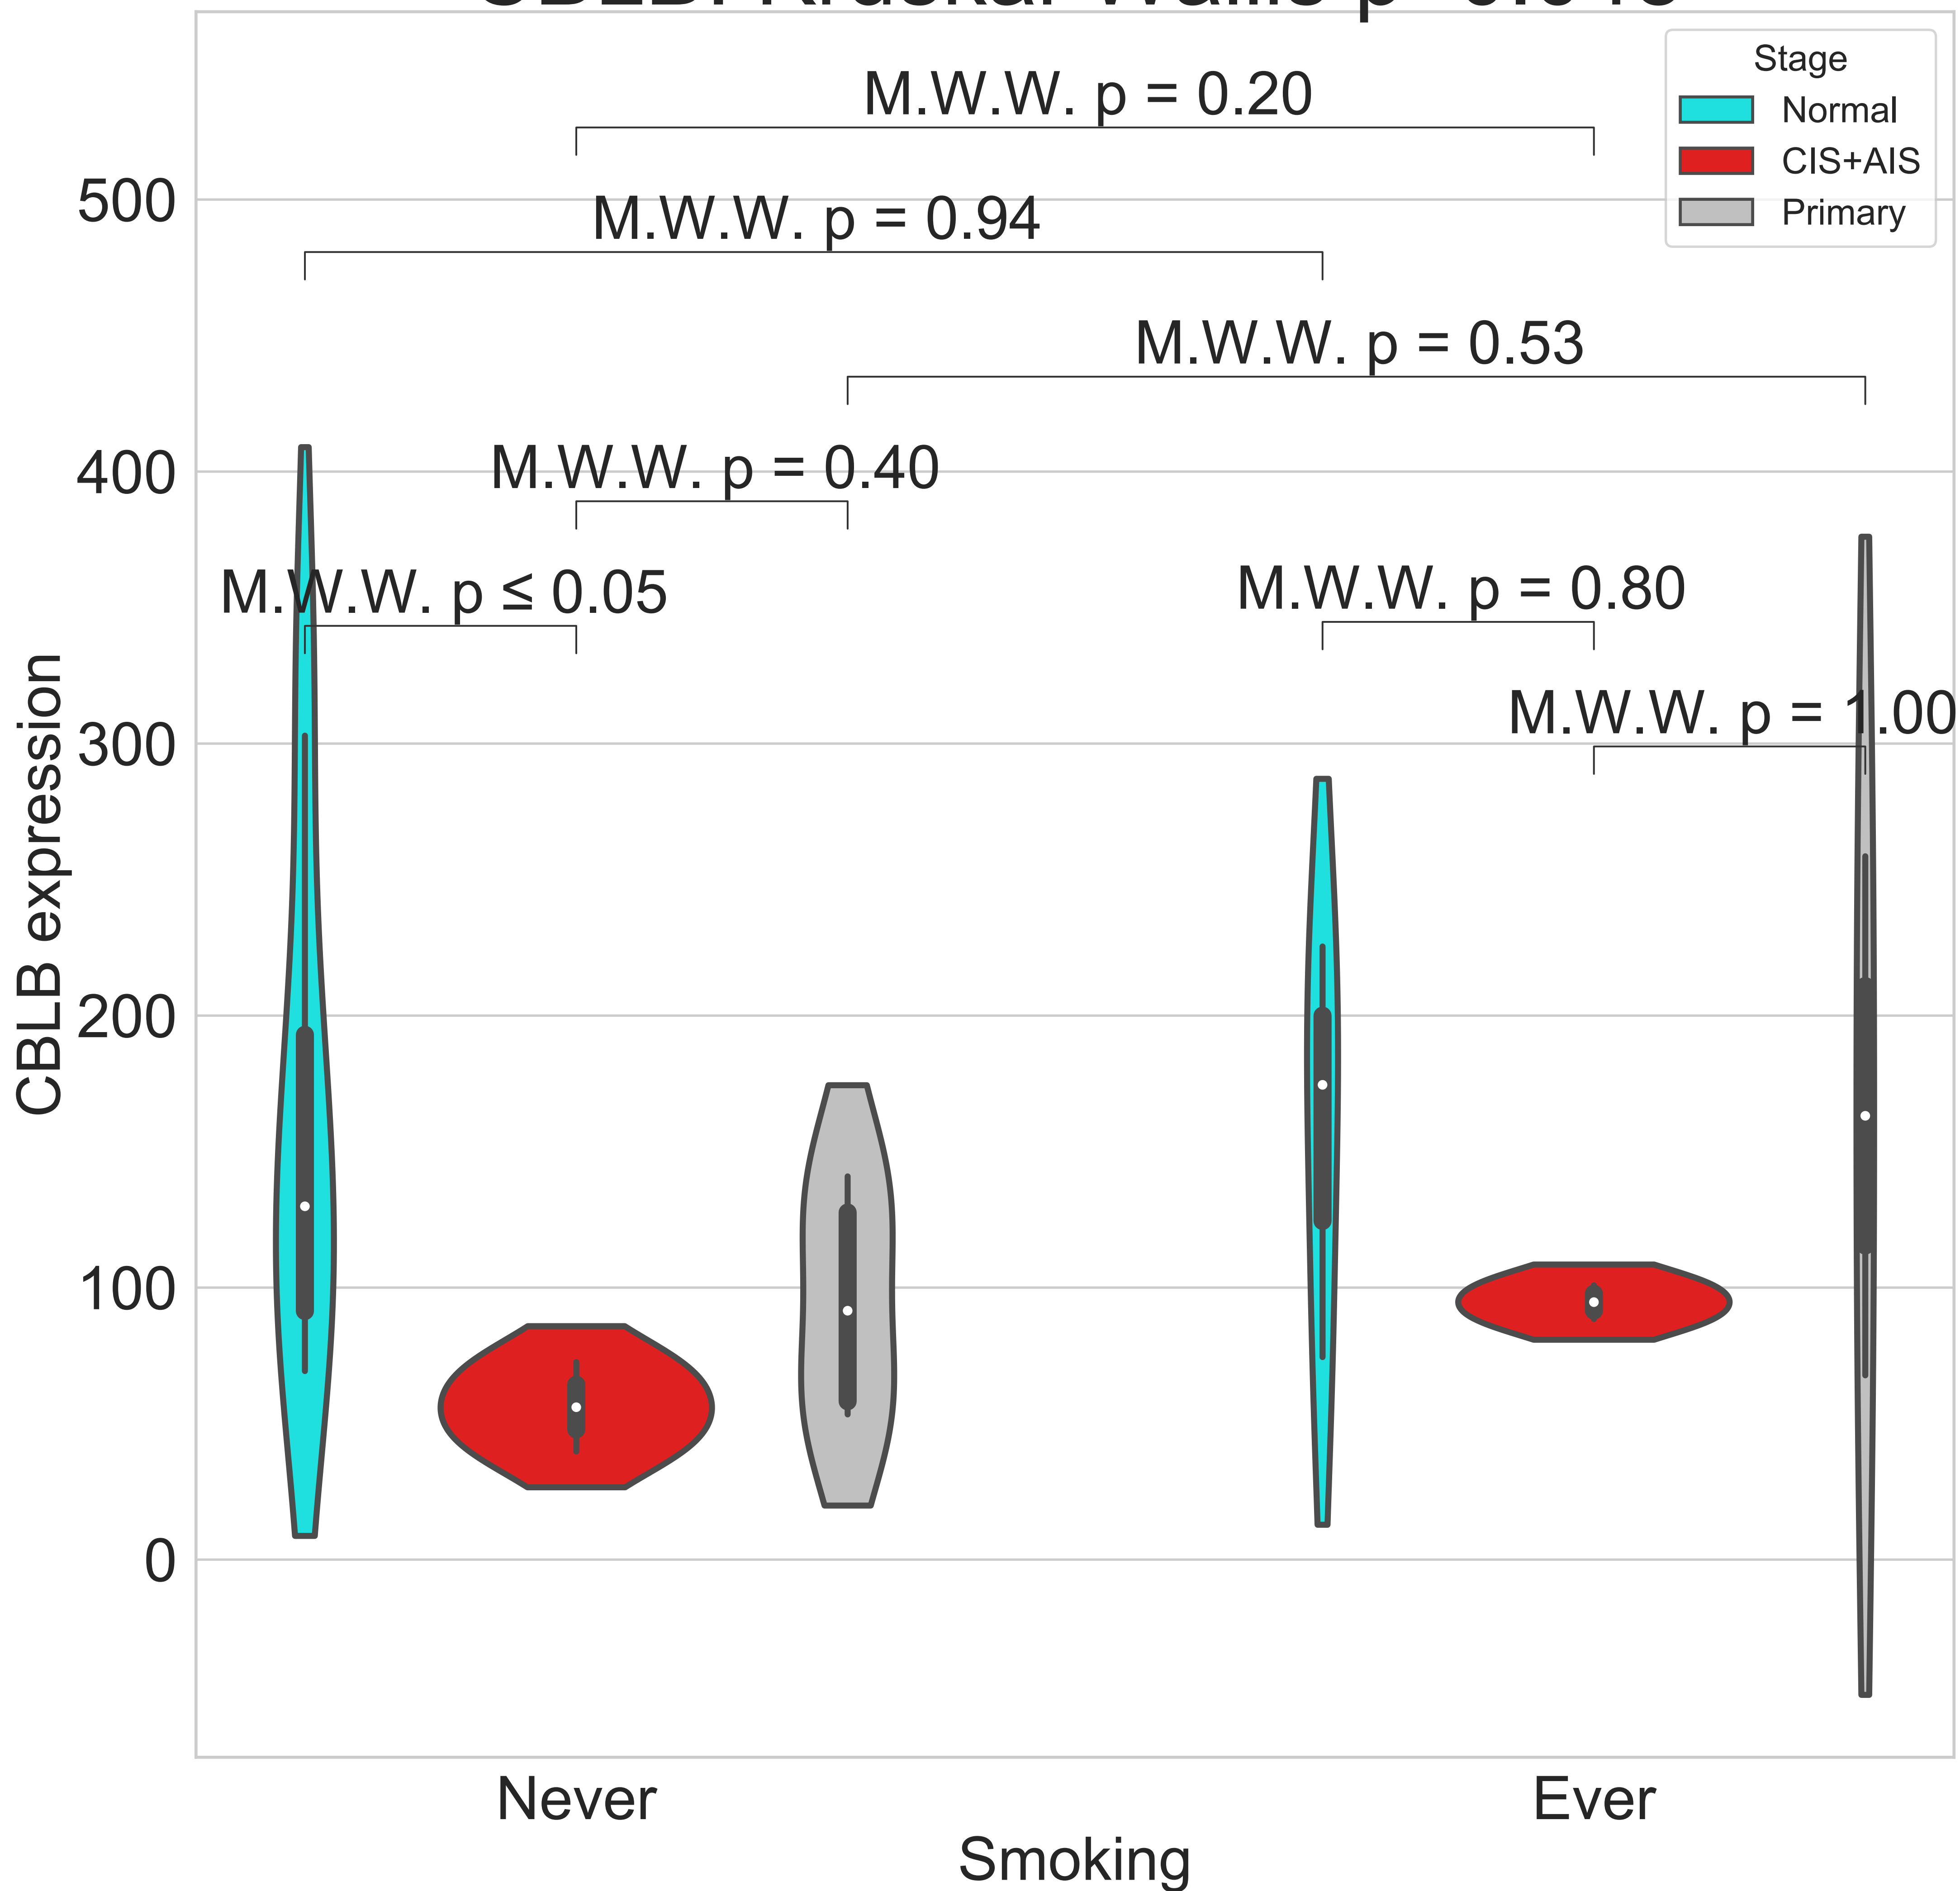 Stage
Normal
CIS+AIS
Primary
M.W.W. p = 0.20
M.W.W. p = 0.94
M.W.W. p = 0.53
M.W.W. p = 0.40
M.W.W. p ≤ 0.05
M.W.W. p = 0.80
M.W.W. p = 1.00
500
400
300
200
100
0
CBLB expression
Never
Ever
Smoking